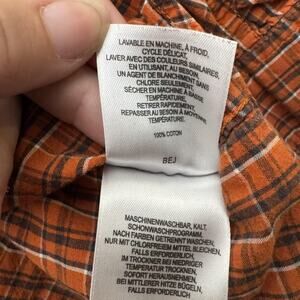 LAVABLE EN MACHINE, À FROID,
CYCLE DÉLICAT,
LAVER AVEC DES COULEURS SIMILAIRES,
EN UTILISANT, AU BESOIN
UN AGENT DE BLANCHIMENT SANS
CHLORE SEULEMENT
SÉCHER EN MACHINE À BASSE
TEMPÉRATURE,
RETIRER RAPIDEMENT
REPASSER AU BESOIN À MOYENNE
TEMPÉRATURE
100% COTON
BEJ
MASCHINENWASCHBAR, KALT,
SCHONWASCHPROGRAMM,
NACH FARBEN GETRENNT WASCHEN,
NUR MIT CHLORFREIEM MITTEL BLEICHEN,
FALLS ERFORDERLICH
IM TROCKNER BEI NIEDRIGER
TEMPERATUR TROCKNEN
SOFORT HERAUSNEHMEN
FALLS ERFORDERLICH,
BEI MITTLERER HITZE BÜGELN